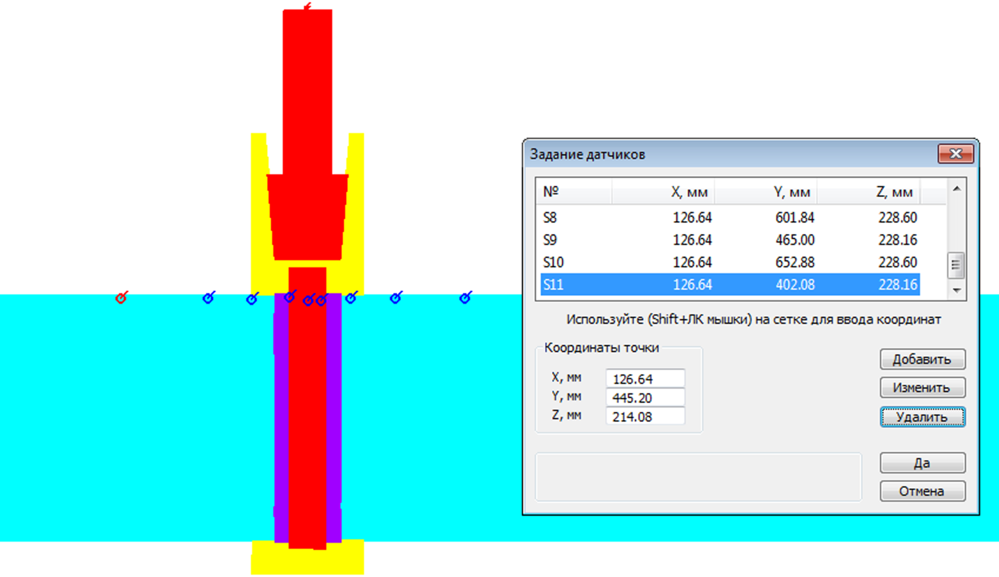 Задание датчиков
№ X, мм Y, мм Z, мм
S8 126.64 601.84 228.60
S9 126.64 465.00 228.16
S10 126.64 652.88 228.60
S11 126.64 402.08 228.16
Используйте (Shift+ЛК мышки) на сетке для ввода координат
Координаты точки
X, мм 126.64
Y, мм 445.20
Z, мм 214.08
Добавить
Изменить
Удалить
Да
Отмена